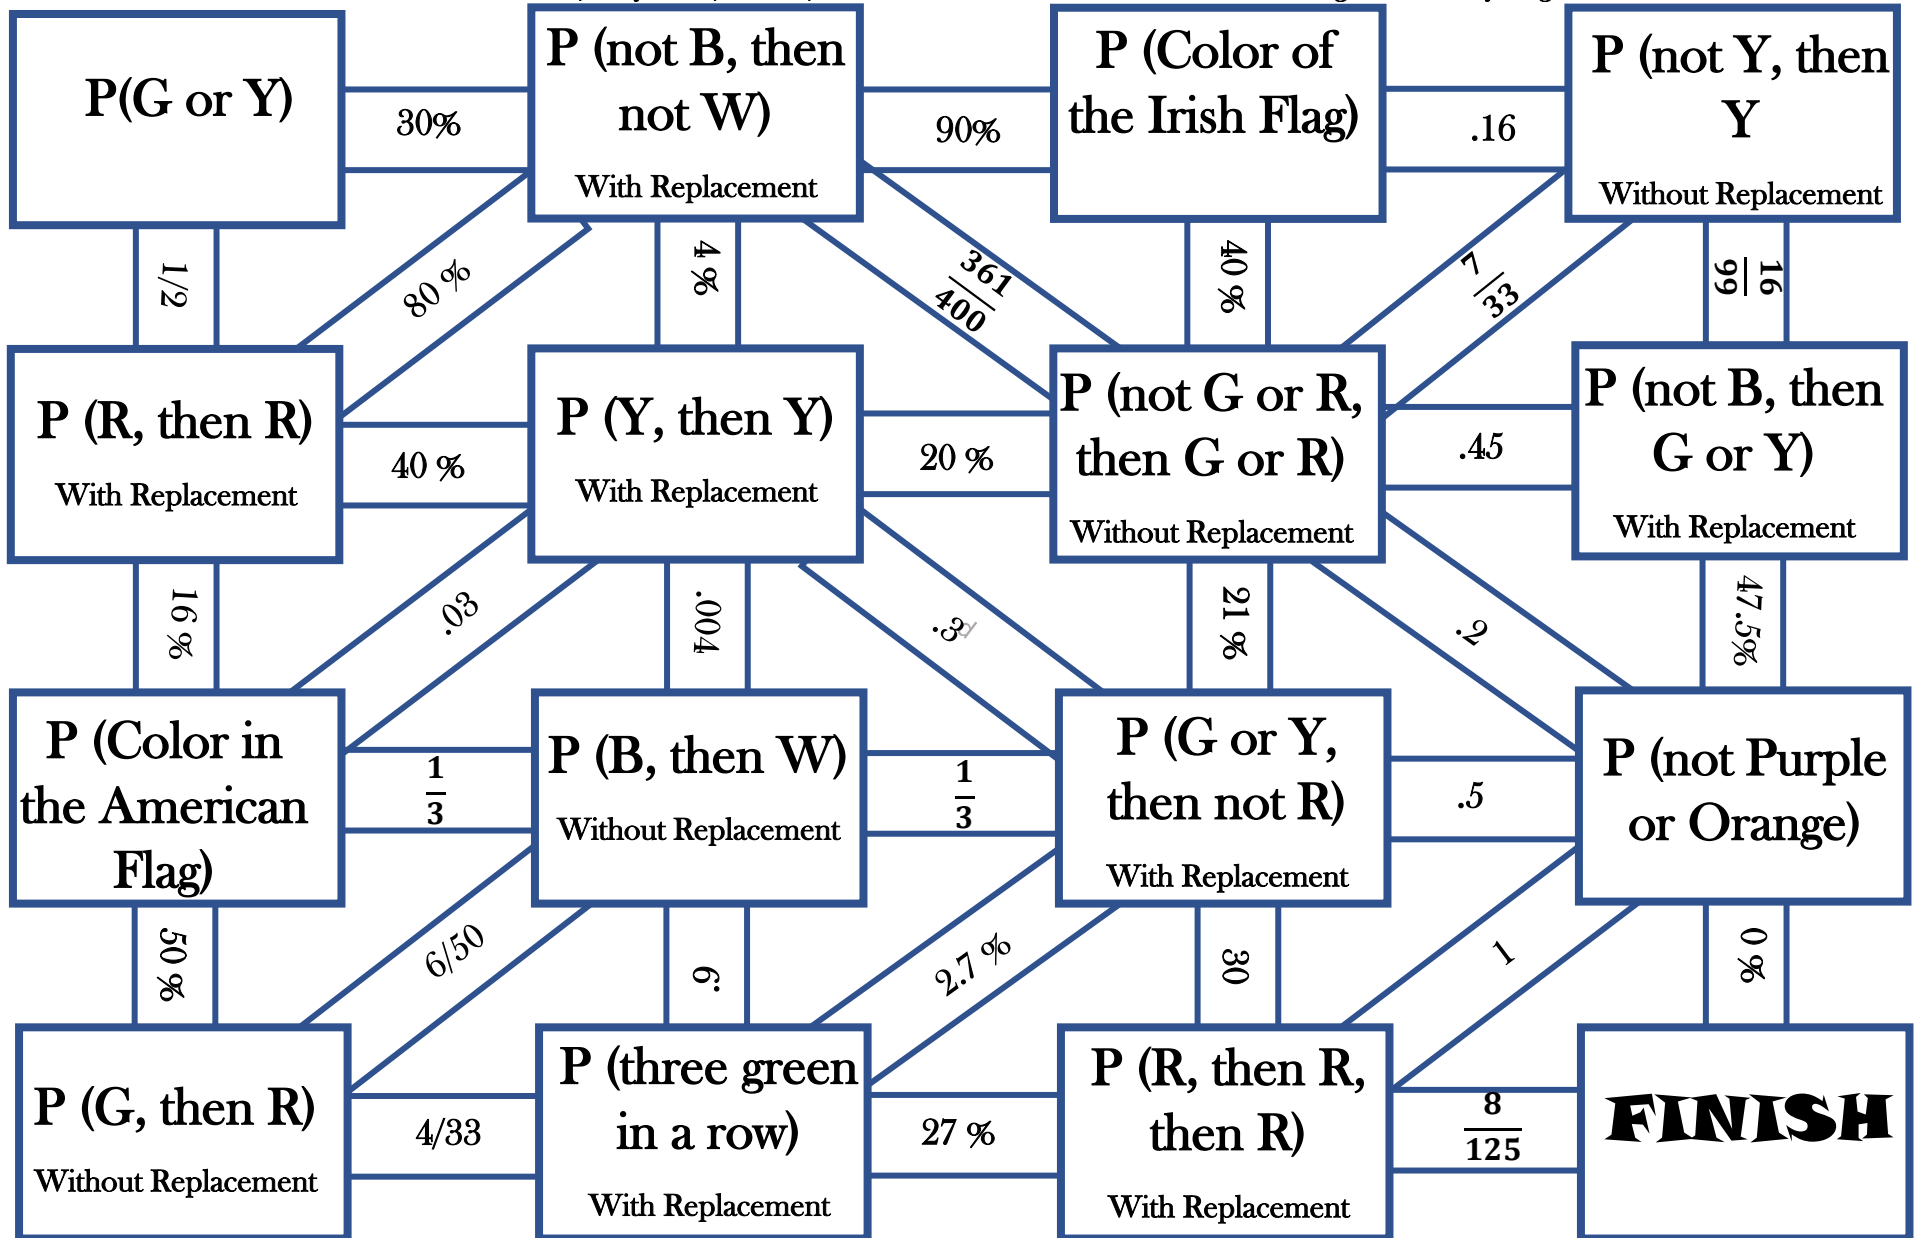 P(G or Y)
30%
P (not B, then
not W)
With Replacement
90%
P (Color of
the Irish Flag)
.16
P (not Y, then
Y
Without Replacement
1/2
80 %
4 %
361
400
40 %
7
33
16
99
P (R, then R)
With Replacement
40 %
P (Y, then Y)
With Replacement
20 %
P (not G or R,
then G or R)
Without Replacement
.45
P (not B, then
G or Y)
With Replacement
16 %
.03
.004
.3
21 %
.2
47.5%
P (Color in
the American
Flag)
1
3
P (B, then W)
Without Replacement
1
3
P (G or Y,
then not R)
With Replacement
.5
P (not Purple
or Orange)
50 %
6/50
6.
2.7 %
30
1
0 %
P (G, then R)
Without Replacement
4/33
P (three green
in a row)
With Replacement
27 %
P (R, then R,
then R)
With Replacement
8
125
FINISH